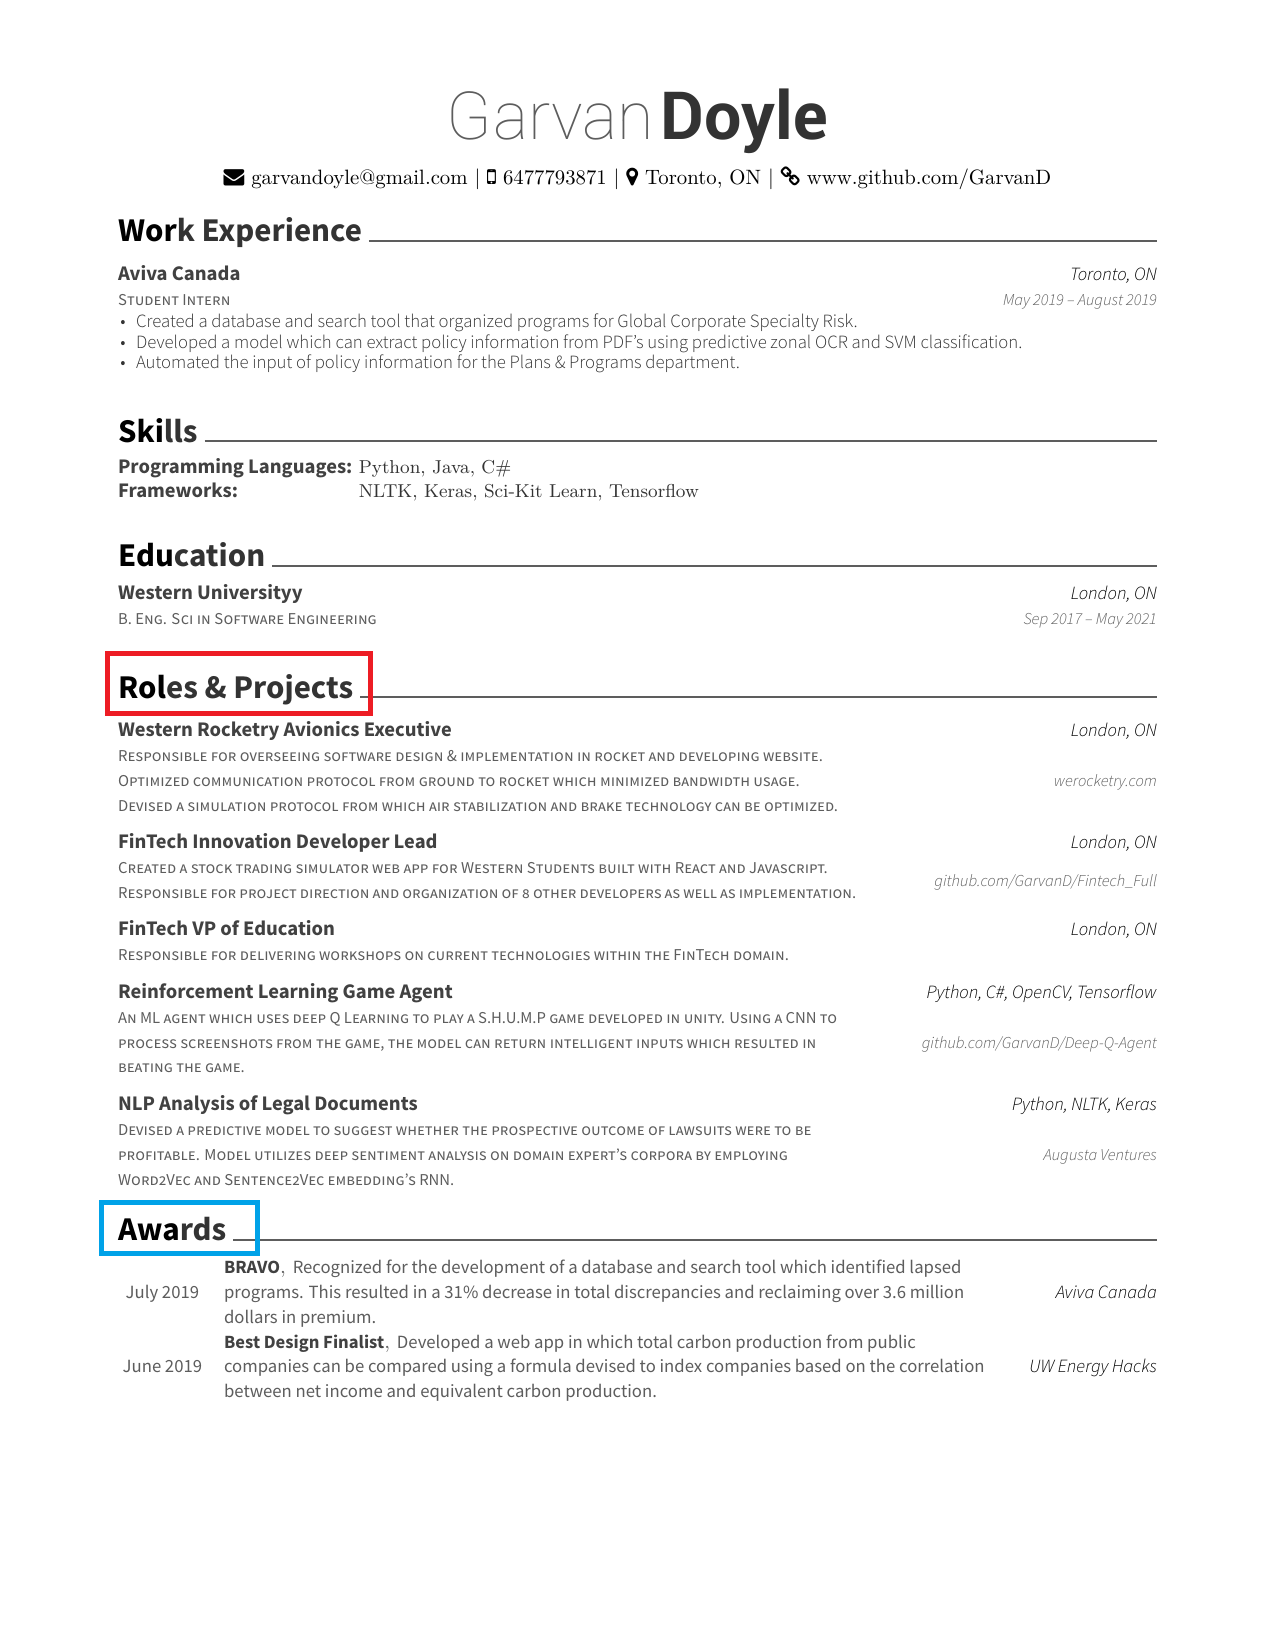 Garvan Doyle
garvandoyle@gmail.com | 6477793871 | Toronto, ON | www.github.com/GarvanD
Work Experience
Aviva Canada Toronto, ON
Student Intern May 2019 – August 2019
• Created a database and search tool that organized programs for Global Corporate Specialty Risk.
• Developed a model which can extract policy information from PDF's using predictive zonal OCR and SVM classification.
• Automated the input of policy information for the Plans & Programs department.
Skills
Programming Languages: Python, Java, C#
Frameworks: NLTK, Keras, Sci-Kit Learn, Tensorflow
Education
Western Universityy London, ON
B. Eng. Sci in Software Engineering Sep 2017 – May 2021
Roles & Projects
Western Rocketry Avionics Executive London, ON
Responsible for overseeing software design & implementation in rocket and developing website.
Optimized communication protocol from ground to rocket which minimized bandwidth usage. werocketry.com
Devised a simulation protocol from which air stabilization and brake technology can be optimized.
FinTech Innovation Developer Lead London, ON
Created a stock trading simulator web app for Western Students built with React and Javascript.
github.com/GarvanD/Fintech_Full
Responsible for project direction and organization of 8 other developers as well as implementation.
FinTech VP of Education London, ON
Responsible for delivering workshops on current technologies within the FinTech domain.
Reinforcement Learning Game Agent Python, C#, OpenCV, Tensorflow
An ML agent which uses deep Q Learning to play a S.H.U.M.P game developed in unity. Using a CNN to
process screenshots from the game, the model can return intelligent inputs which resulted in github.com/GarvanD/Deep-Q-Agent
beating the game.
NLP Analysis of Legal Documents Python, NLTK, Keras
Devised a predictive model to suggest whether the prospective outcome of lawsuits were to be
profitable. Model utilizes deep sentiment analysis on domain expert's corpora by employing Augusta Ventures
Word2Vec and Sentence2Vec embedding's RNN.
Awards
BRAVO, Recognized for the development of a database and search tool which identified lapsed
July 2019 programs. This resulted in a 31% decrease in total discrepancies and reclaiming over 3.6 million Aviva Canada
dollars in premium.
Best Design Finalist, Developed a web app in which total carbon production from public
June 2019 companies can be compared using a formula devised to index companies based on the correlation UW Energy Hacks
between net income and equivalent carbon production.